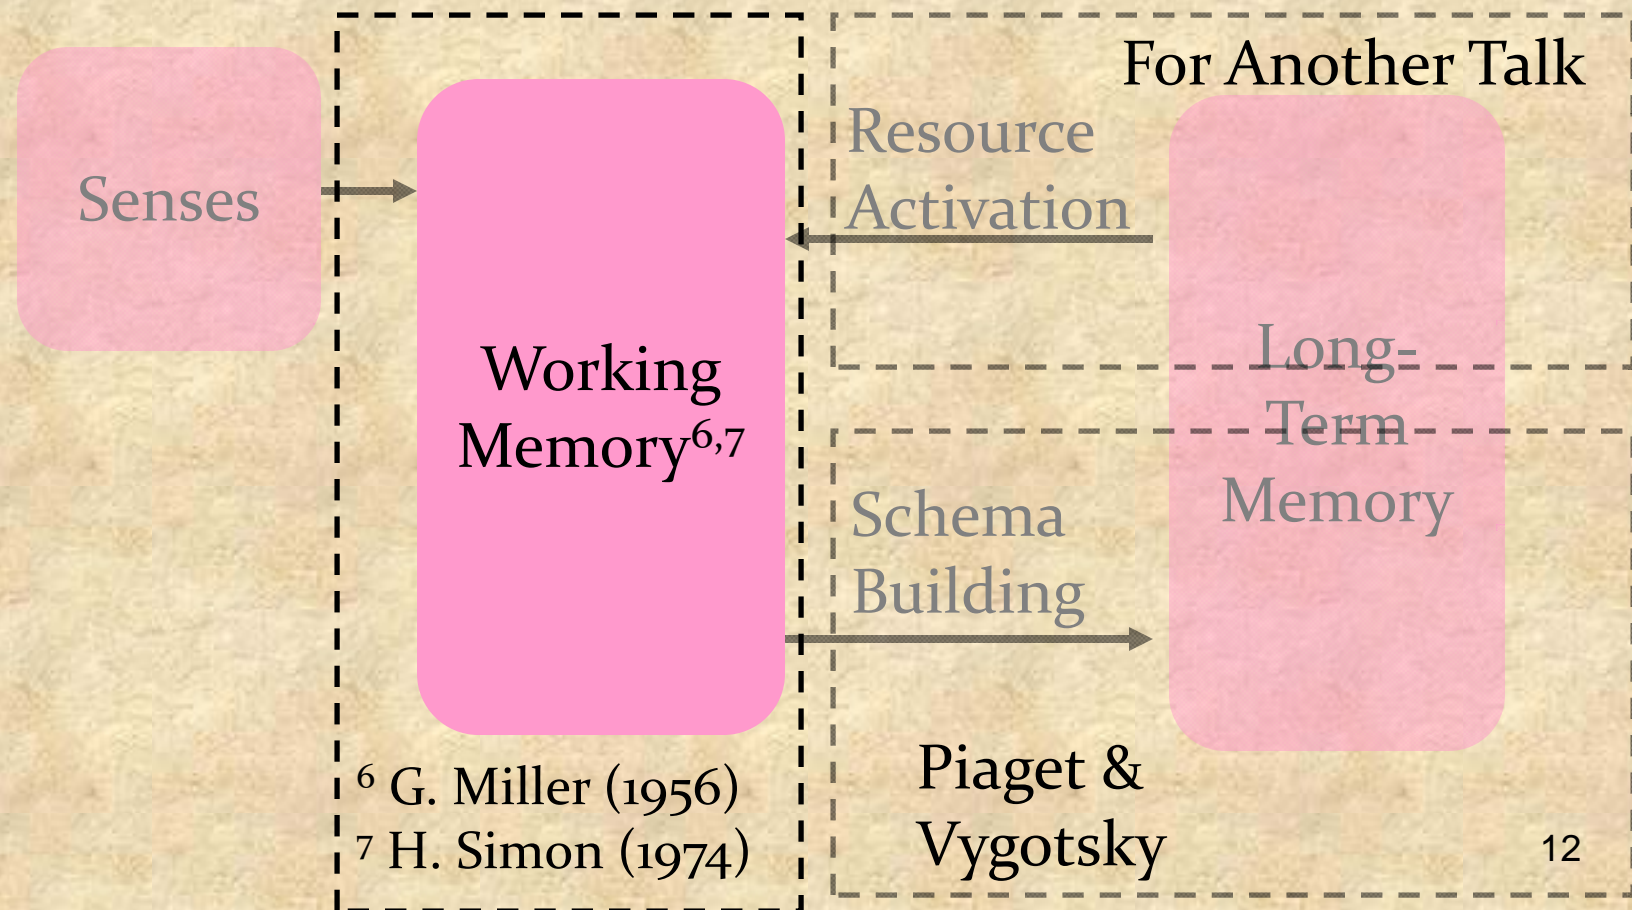 For Another Talk
Senses
Resource
Activation
Working
Memory⁶,⁷
Long-
Term
Memory
Schema
Building
⁶ G. Miller (1956)
⁷ H. Simon (1974)
Piaget &
Vygotsky
12